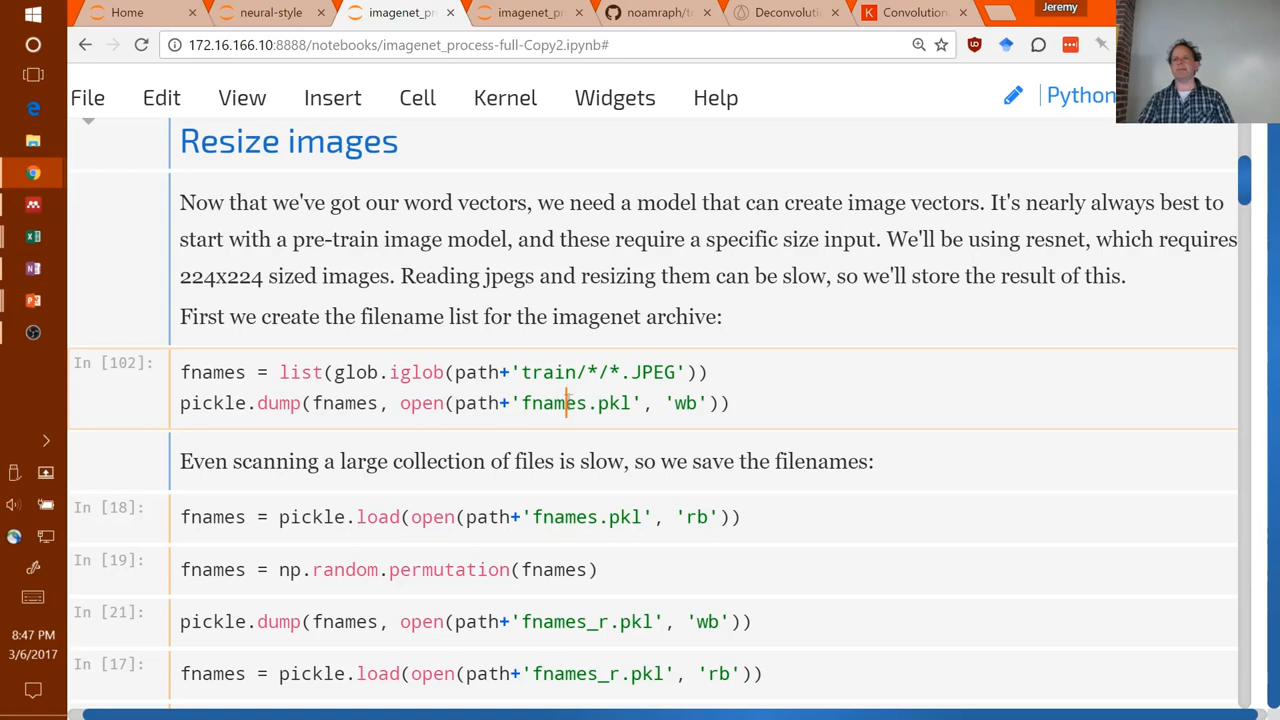 Home
neural-style
imagenet_pr
imagenet_pr
noamraph/t
Deconvolutio
Convolution
Jeremy
172.16.166.10:8888/notebooks/imagenet_process-full-Copy2.ipynb#
File Edit View Insert Cell Kernel Widgets Help
Python
Resize images
Now that we've got our word vectors, we need a model that can create image vectors. It's nearly always best to
start with a pre-train image model, and these require a specific size input. We'll be using resnet, which requires
224x224 sized images. Reading jpegs and resizing them can be slow, so we'll store the result of this.
First we create the filename list for the imagenet archive:
In [102]:
fnames = list(glob.iglob(path+'train/*/*.JPEG'))
pickle.dump(fnames, open(path+'fnames.pkl', 'wb'))
Even scanning a large collection of files is slow, so we save the filenames:
In [18]:
fnames = pickle.load(open(path+'fnames.pkl', 'rb'))
In [19]:
fnames = np.random.permutation(fnames)
In [21]:
pickle.dump(fnames, open(path+'fnames_r.pkl', 'wb'))
In [17]:
fnames = pickle.load(open(path+'fnames_r.pkl', 'rb'))
8:47 PM
3/6/2017